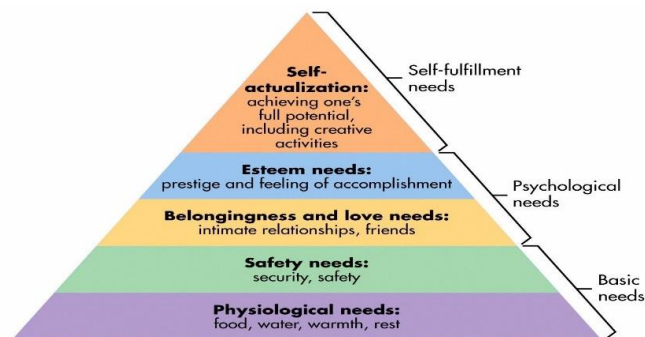 Self-
actualization:
achieving one's
full potential,
including creative
activities
Self-fulfillment
needs
Esteem needs:
prestige and feeling of accomplishment
Psychological
needs
Belongingness and love needs:
intimate relationships, friends
Safety needs:
security, safety
Basic
needs
Physiological needs:
food, water, warmth, rest